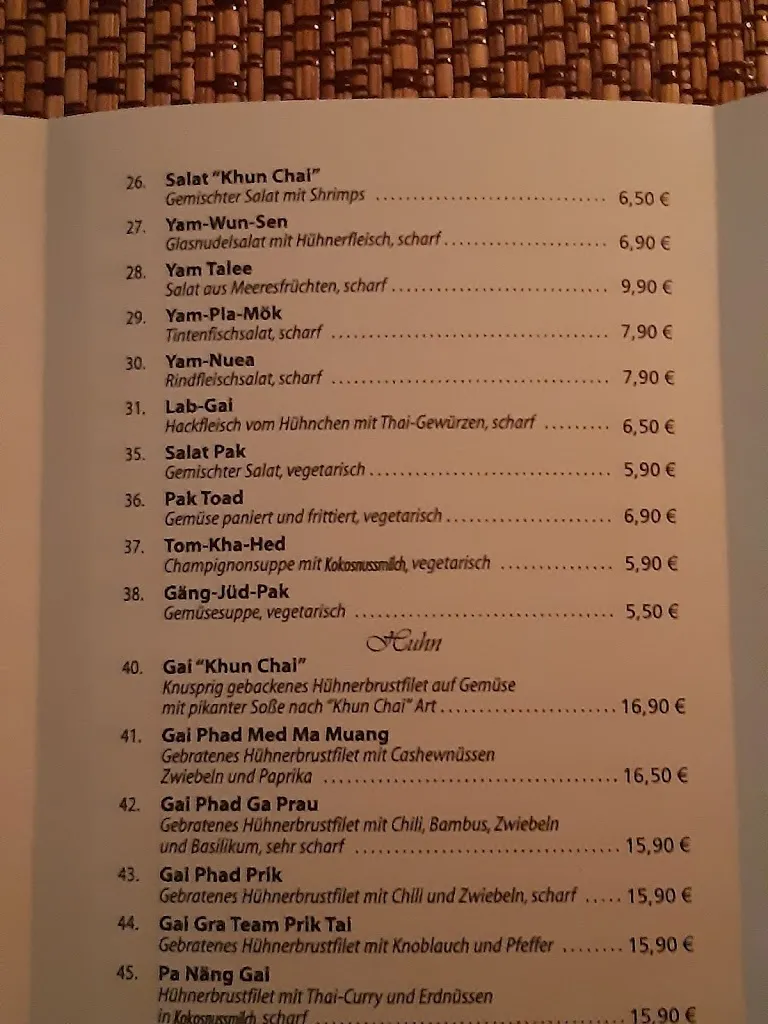 26. Salat "Khun Chai"
Gemischter Salat mit Shrimps ................................ 6,50 €
27. Yam-Wun-Sen
Glasnudelsalat mit Hühnerfleisch, scharf ....................... 6,90 €
28. Yam Talee
Salat aus Meeresfrüchten, scharf .............................. 9,90 €
29. Yam-Pla-Mök
Tintenfischsalat, scharf ....................................... 7,90 €
30. Yam-Nuea
Rindfleischsalat, scharf ....................................... 7,90 €
31. Lab-Gai
Hackfleisch vom Hühnchen mit Thai-Gewürzen, scharf ......... 6,50 €
35. Salat Pak
Gemischter Salat, vegetarisch ................................. 5,90 €
36. Pak Toad
Gemüse paniert und frittiert, vegetarisch ....................... 6,90 €
37. Tom-Kha-Hed
Champignonsuppe mit Kokosnussmilch, vegetarisch ............... 5,90 €
38. Gäng-Jüd-Pak
Gemüsesuppe, vegetarisch .................................... 5,50 €
Huhn
40. Gai "Khun Chai"
Knusprig gebackenes Hühnerbrustfilet auf Gemüse
mit pikanter Soße nach "Khun Chai" Art ........................ 16,90 €
41. Gai Phad Med Ma Muang
Gebratenes Hühnerbrustfilet mit Cashewnüssen
Zwiebeln und Paprika ........................................ 16,50 €
42. Gai Phad Ga Prau
Gebratenes Hühnerbrustfilet mit Chili, Bambus, Zwiebeln
und Basilikum, sehr scharf .................................... 15,90 €
43. Gai Phad Prik
Gebratenes Hühnerbrustfilet mit Chili und Zwiebeln, scharf ..... 15,90 €
44. Gai Gra Team Prik Tai
Gebratenes Hühnerbrustfilet mit Knoblauch und Pfeffer ........ 15,90 €
45. Pa Näng Gai
Hühnerbrustfilet mit Thai-Curry und Erdnüssen
in Kokosnussmilch, scharf ...................................... 15,90 €